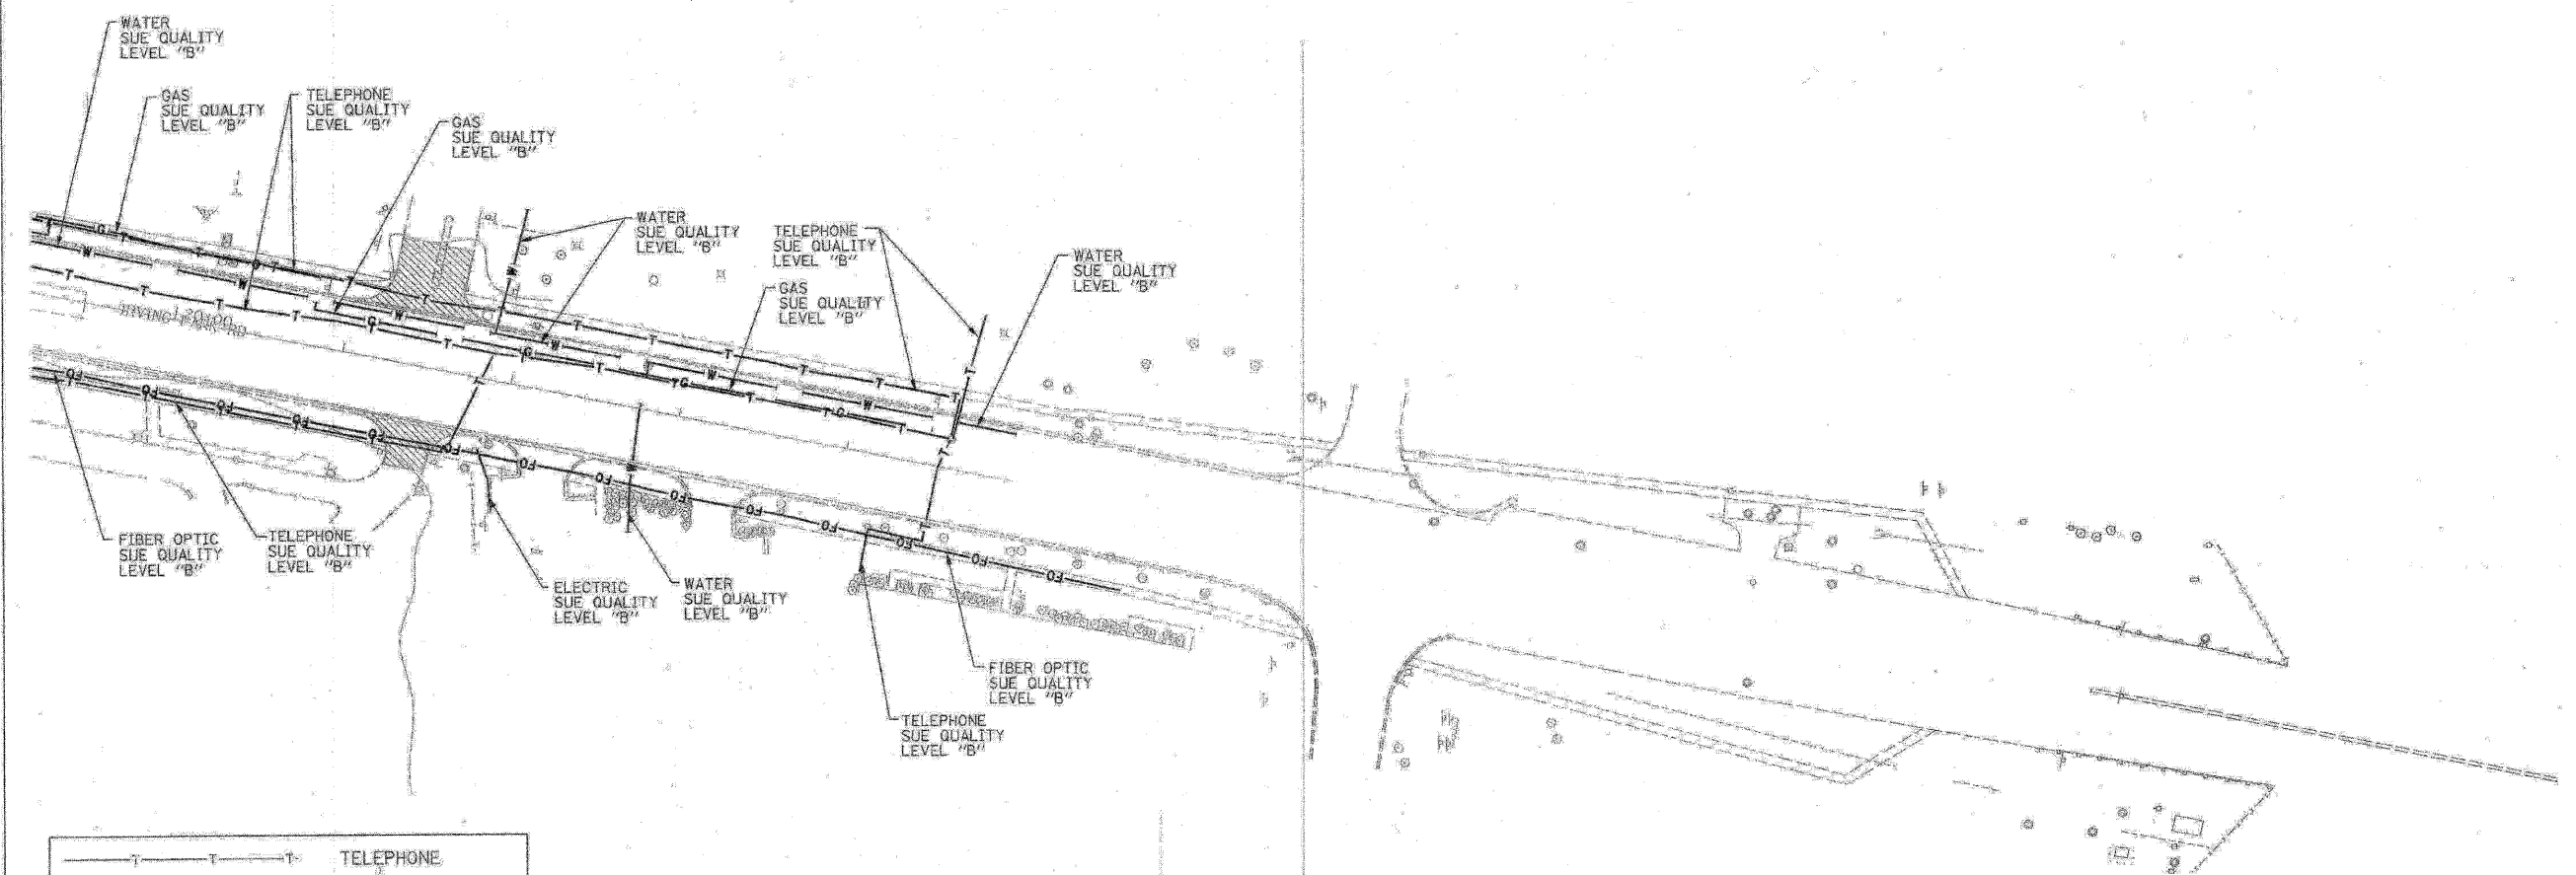 WATER
SUE QUALITY
LEVEL "B"
GAS
SUE QUALITY
LEVEL "B"
TELEPHONE
SUE QUALITY
LEVEL "B"
GAS
SUE QUALITY
LEVEL "B"
WATER
SUE QUALITY
LEVEL "B"
TELEPHONE
SUE QUALITY
LEVEL "B"
WATER
SUE QUALITY
LEVEL "B"
GAS
SUE QUALITY
LEVEL "B"
FIBER OPTIC
SUE QUALITY
LEVEL "B"
TELEPHONE
SUE QUALITY
LEVEL "B"
ELECTRIC
SUE QUALITY
LEVEL "B"
WATER
SUE QUALITY
LEVEL "B"
FIBER OPTIC
SUE QUALITY
LEVEL "B"
TELEPHONE
SUE QUALITY
LEVEL "B"
T T T TELEPHONE